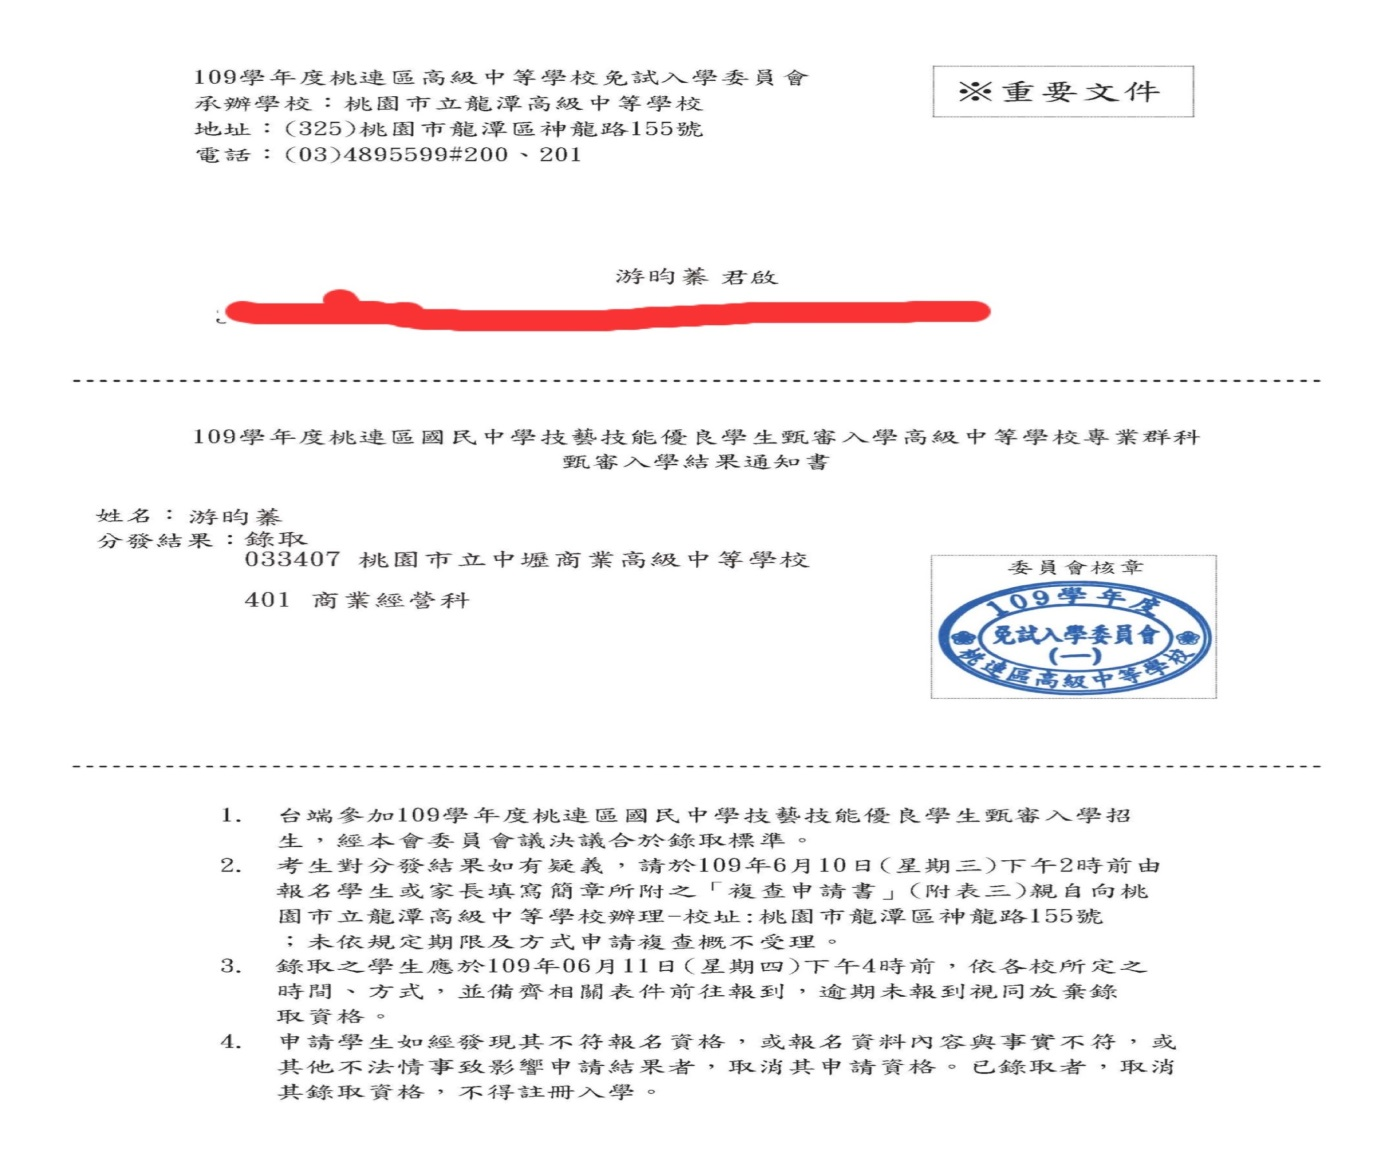 109學年度桃連區高級中等學校免試入學委員會
承辦學校：桃園市立龍潭高級中等學校
地址：(325)桃園市龍潭區神龍路155號
電話：(03)4895599#200、201
※重要文件
游昀蓁 君啟
109學年度桃連區國民中學技藝技能優良學生甄審入學高級中等學校專業群科
甄審入學結果通知書
姓名：游昀蓁
分發結果：錄取
033407 桃園市立中壢商業高級中等學校
401 商業經營科
委員會核章
109學年度
免試入學委員會
(一)
桃連區高級中等學校
1. 台端參加109學年度桃連區國民中學技藝技能優良學生甄審入學招
生，經本會委員會議決議合於錄取標準。
2. 考生對分發結果如有疑義，請於109年6月10日(星期三)下午2時前由
報名學生或家長填寫簡章所附之「複查申請書」(附表三)親自向桃
園市立龍潭高級中等學校辦理-校址:桃園市龍潭區神龍路155號
；未依規定期限及方式申請複查概不受理。
3. 錄取之學生應於109年06月11日(星期四)下午4時前，依各校所定之
時間、方式，並備齊相關表件前往報到，逾期未報到視同放棄錄
取資格。
4. 申請學生如經發現其不符報名資格，或報名資料內容與事實不符，或
其他不法情事致影響申請結果者，取消其申請資格。已錄取者，取消
其錄取資格，不得註冊入學。